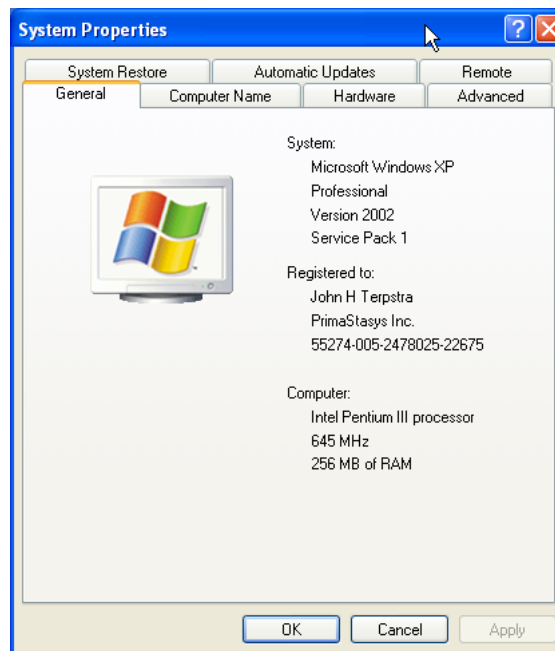 System Properties
?
System Restore
Automatic Updates
Remote
General
Computer Name
Hardware
Advanced
System:
Microsoft Windows XP
Professional
Version 2002
Service Pack 1
Registered to:
John H Terpstra
PrimaStasys Inc.
55274-005-2478025-22675
Computer:
Intel Pentium III processor
645 MHz
256 MB of RAM
OK
Cancel
Apply